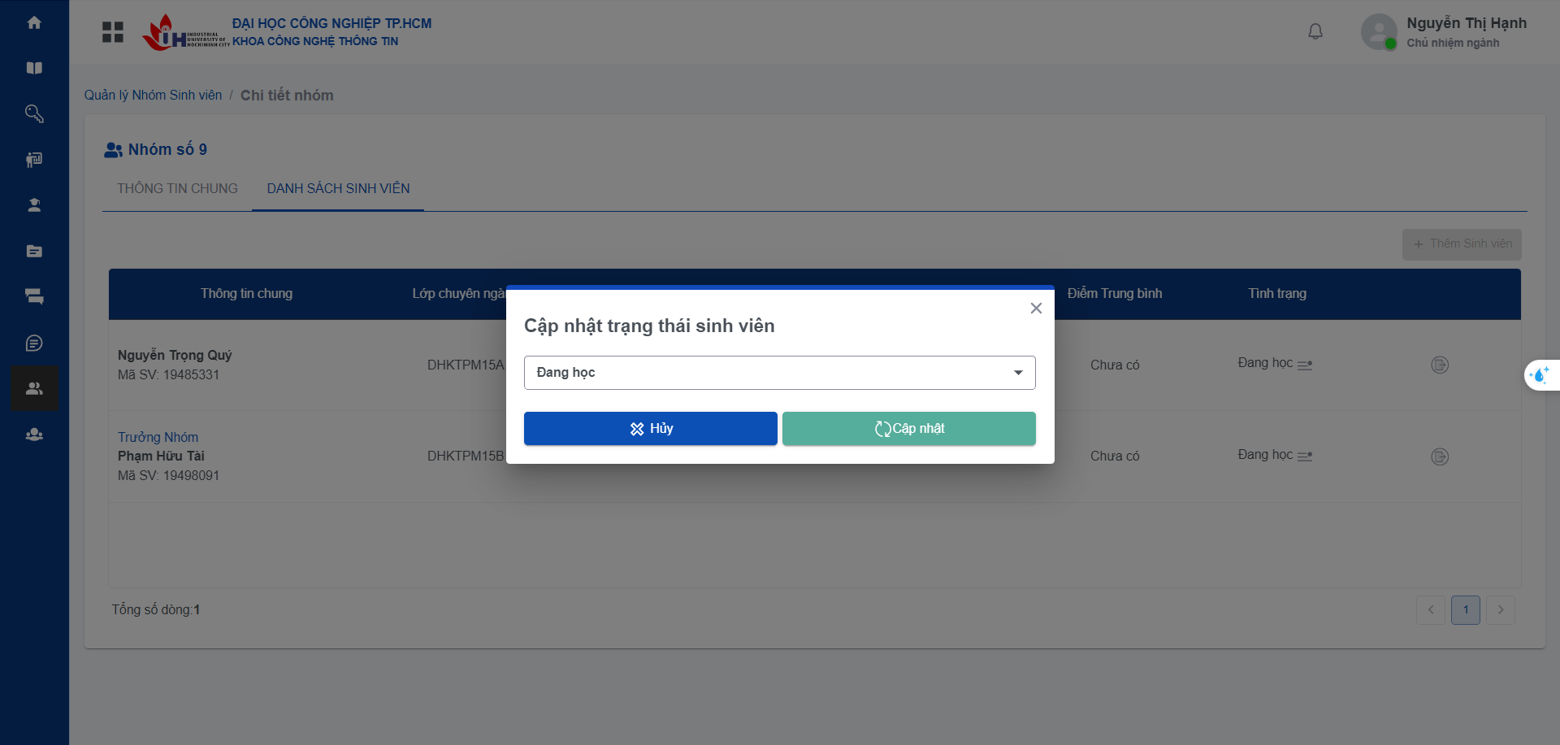 ĐẠI HỌC CÔNG NGHIỆP TP.HCM
INDUSTRIAL
UNIVERSITY OF
HOCHIMINH CITY
KHOA CÔNG NGHỆ THÔNG TIN
Nguyễn Thị Hạnh
Chủ nhiệm ngành
Quản lý Nhóm Sinh viên / Chi tiết nhóm
Nhóm số 9
THÔNG TIN CHUNG DANH SÁCH SINH VIÊN
+ Thêm Sinh viên
Thông tin chung Lớp chuyên ngà Điểm Trung bình Tình trạng
Nguyễn Trọng Quý
Mã SV: 19485331
DHKTPM15A Chưa có Đang học
Trưởng Nhóm
Phạm Hữu Tài
Mã SV: 19498091
DHKTPM15B Chưa có Đang học
Cập nhật trạng thái sinh viên
Đang học
Hủy Cập nhật
Tổng số dòng:1
1